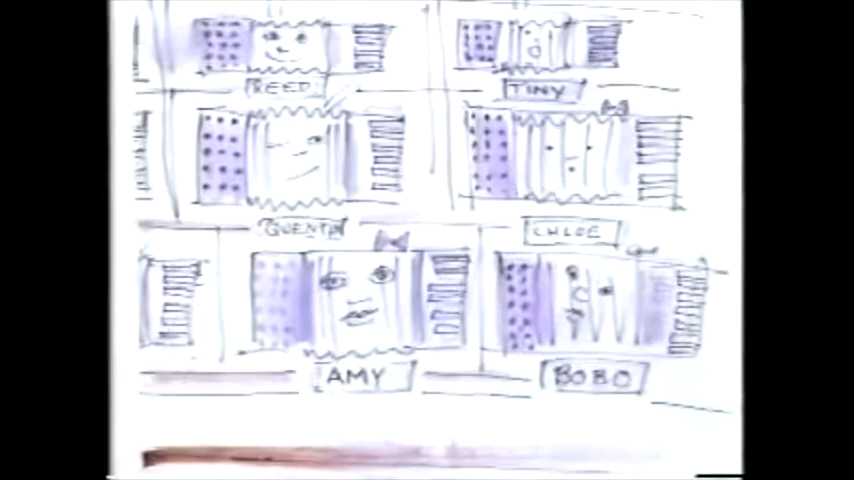 REED
TINY
QUENTIN
CHLOE
AMY
BOBO